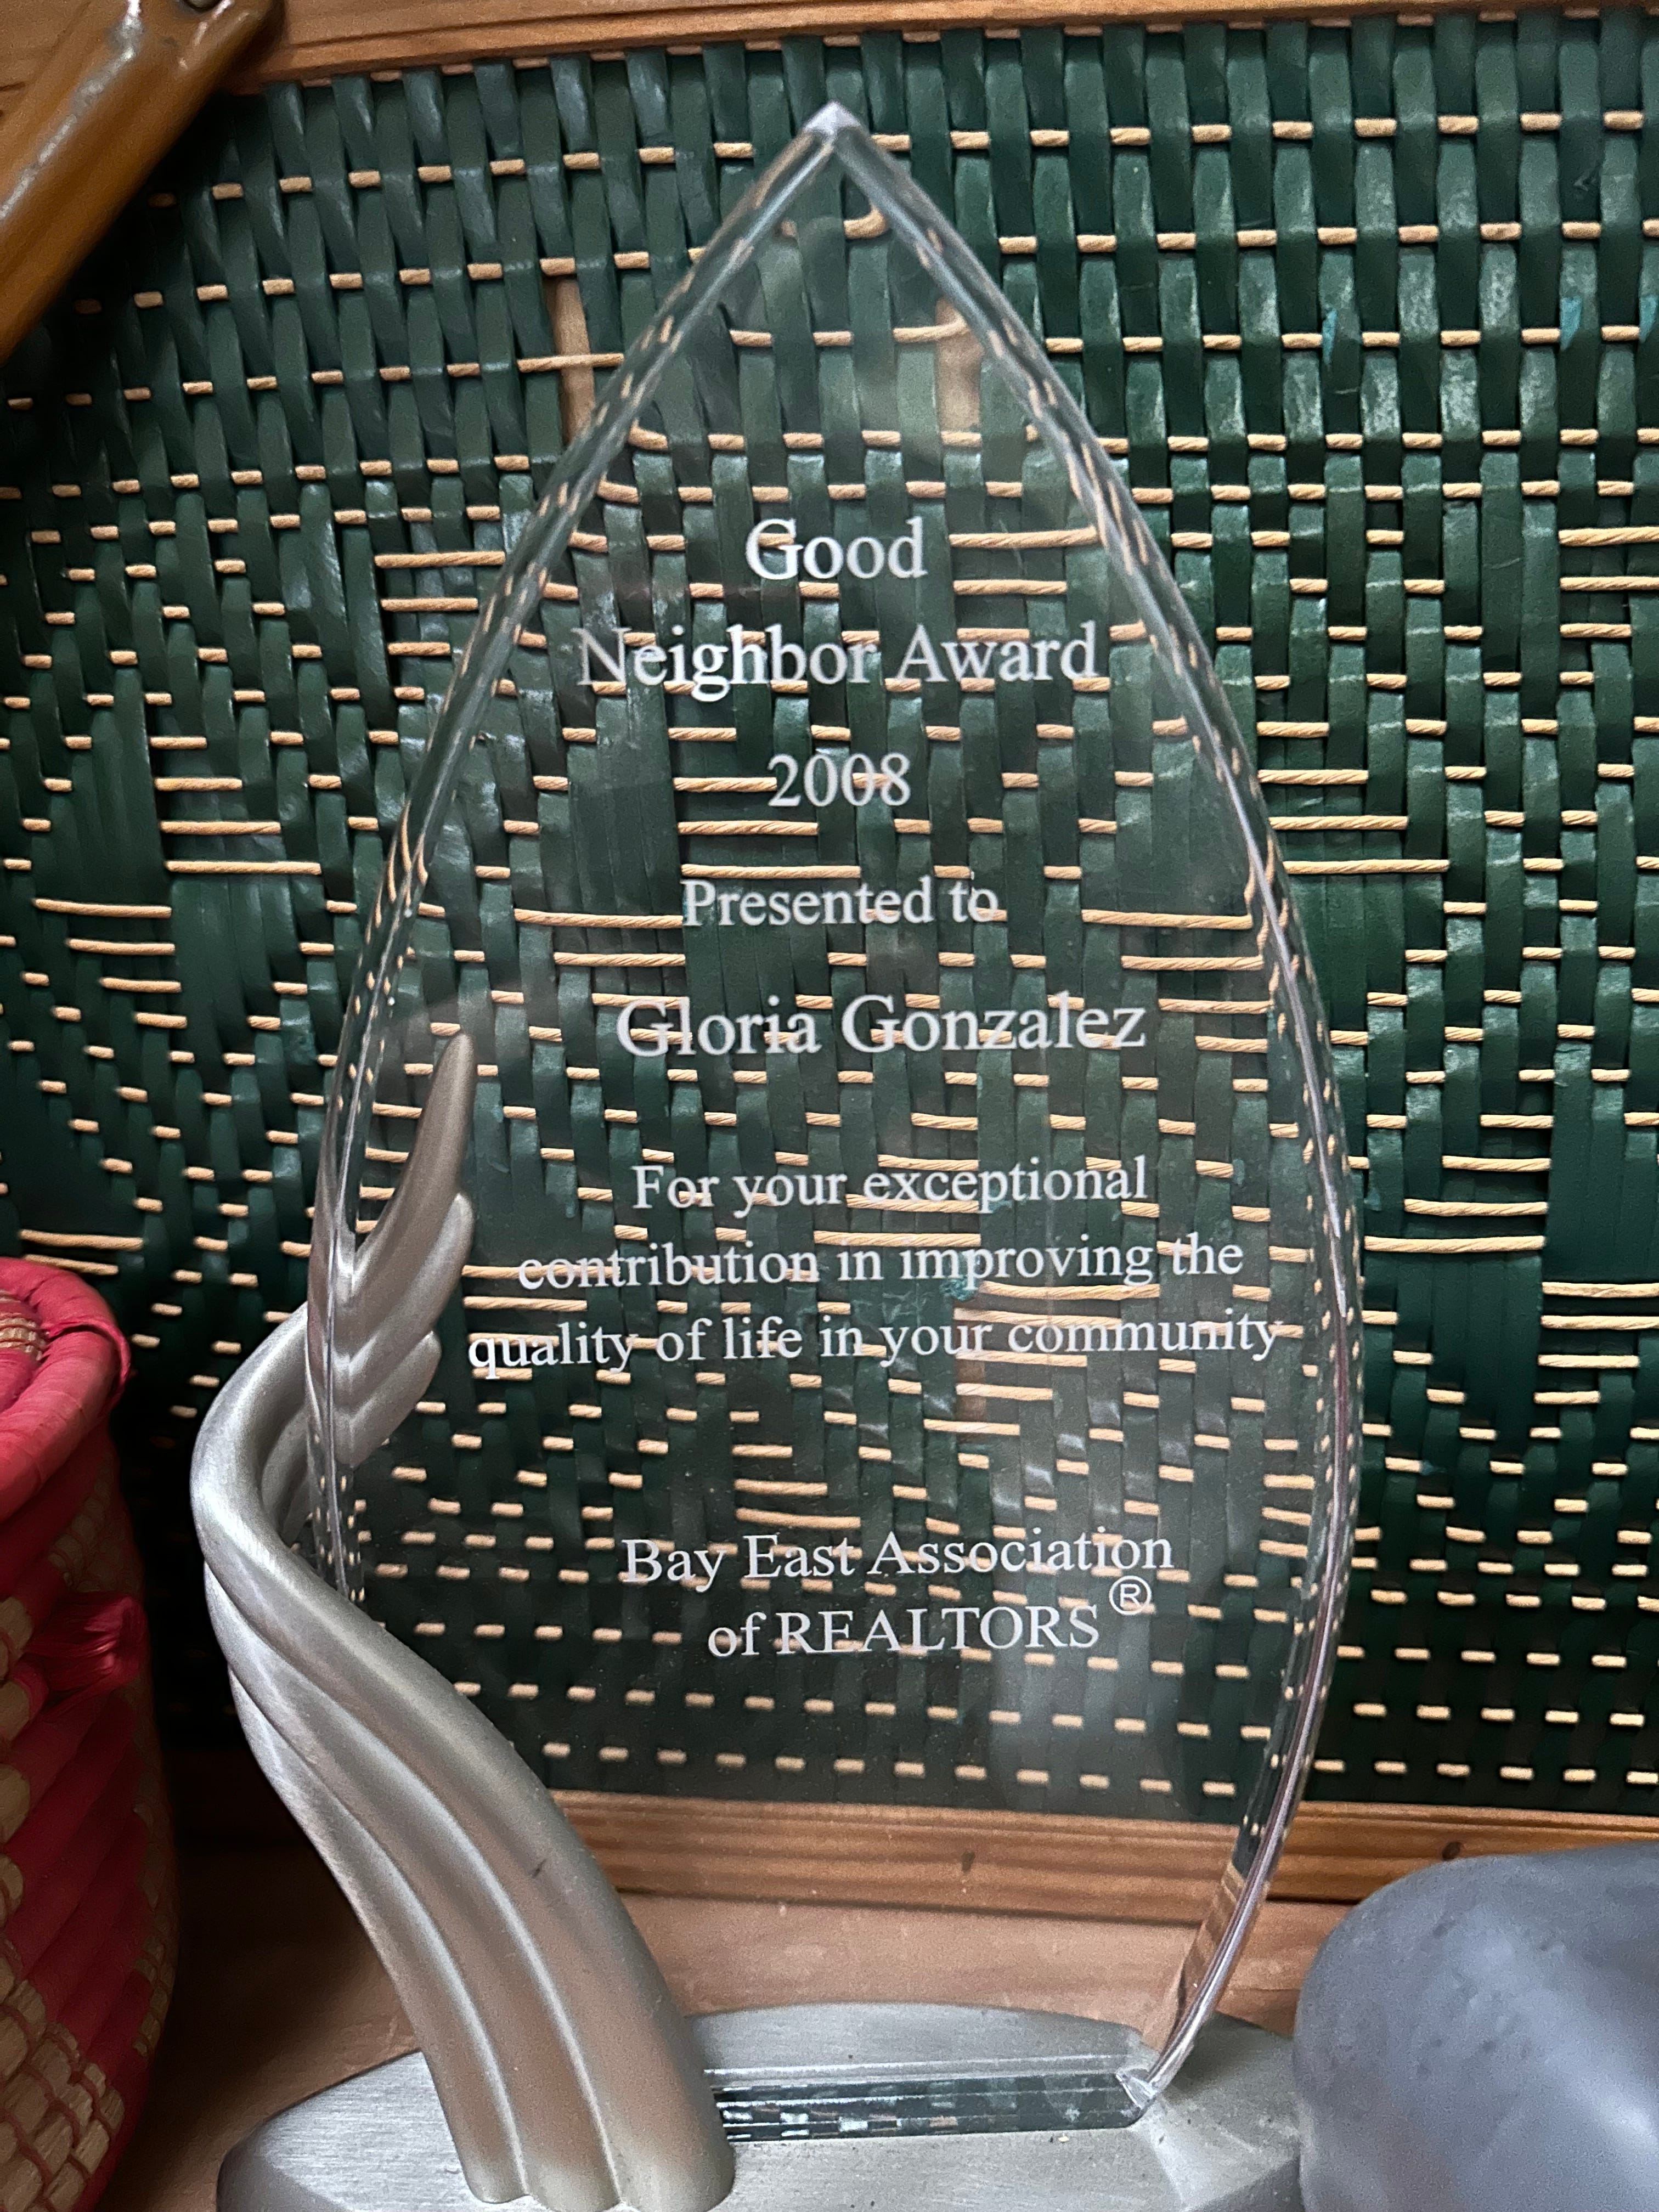 Good
Neighbor Award
2008
Presented to
Gloria Gonzalez
For your exceptional
contribution in improving the
quality of life in your community
Bay East Association
of REALTORS®